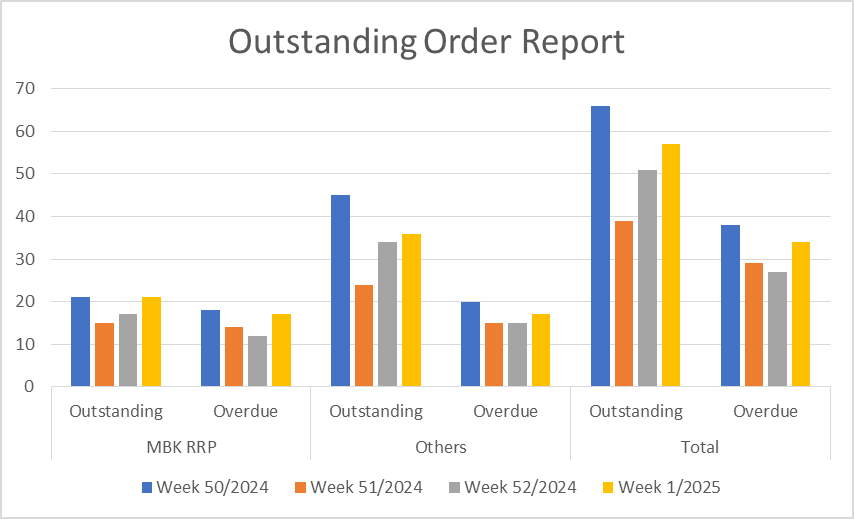 Outstanding Order Report
70
60
50
40
30
20
10
0
Outstanding Overdue Outstanding Overdue Outstanding Overdue
MBK RRP Others Total
Week 50/2024 Week 51/2024 Week 52/2024 Week 1/2025